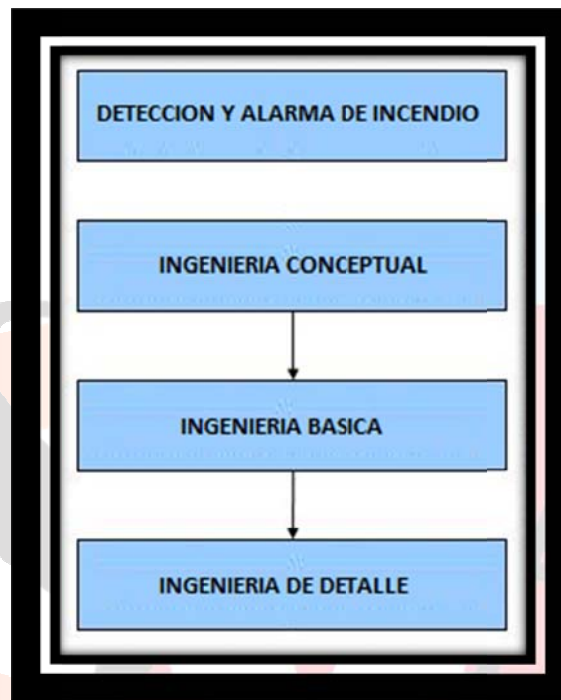 DETECCION Y ALARMA DE INCENDIO
INGENIERIA CONCEPTUAL
INGENIERIA BASICA
INGENIERIA DE DETALLE